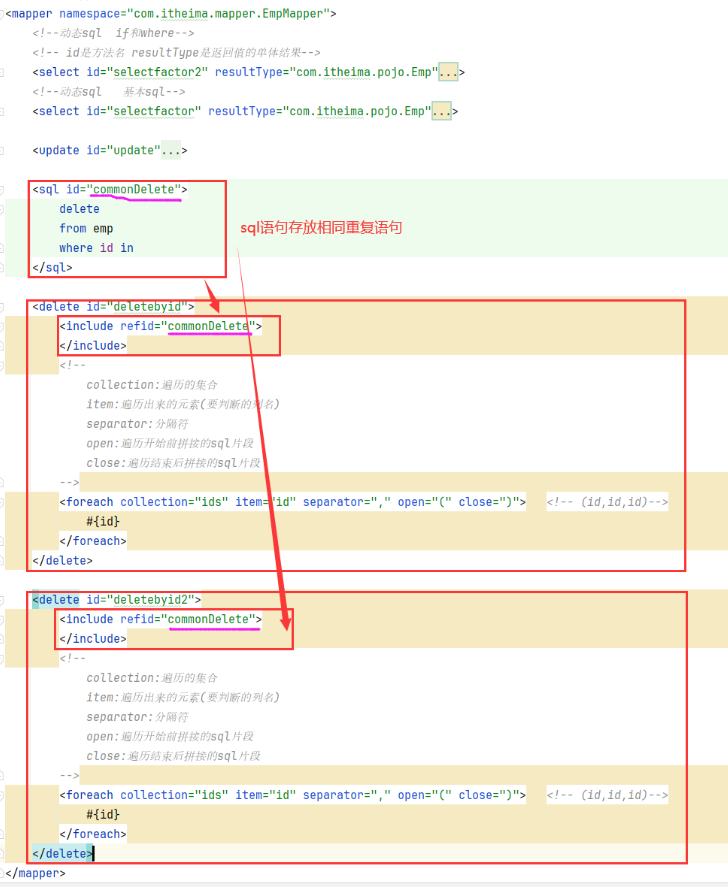 <mapper namespace="com.itheima.mapper.EmpMapper">
<!--动态sql  if和where-->
<!-- id是方法名 resultType是返回值的单体结果-->
<select id="selectfactor2" resultType="com.itheima.pojo.Emp"...>
<!--动态sql   基本sql-->
<select id="selectfactor" resultType="com.itheima.pojo.Emp"...>
<update id="update"...>
<sql id="commonDelete">
delete
from emp
where id in
</sql>
sql语句存放相同重复语句
<delete id="deletebyid">
<include refid="commonDelete">
</include>
<!--
collection:遍历的集合
item:遍历出来的元素(要判断的列名)
separator:分隔符
open:遍历开始前拼接的sql片段
close:遍历结束后拼接的sql片段
-->
<foreach collection="ids" item="id" separator="," open="(" close=")">   <!-- (id,id,id)-->
#{id}
</foreach>
</delete>
<delete id="deletebyid2">
<include refid="commonDelete">
</include>
<!--
collection:遍历的集合
item:遍历出来的元素(要判断的列名)
separator:分隔符
open:遍历开始前拼接的sql片段
close:遍历结束后拼接的sql片段
-->
<foreach collection="ids" item="id" separator="," open="(" close=")">   <!-- (id,id,id)-->
#{id}
</foreach>
</delete>
</mapper>